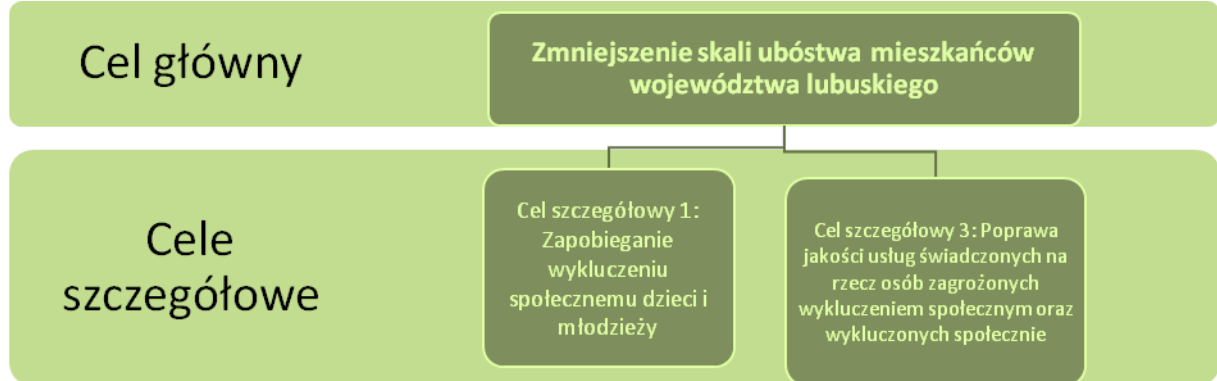 Cel główny
Zmniejszenie skali ubóstwa mieszkańców
województwa lubuskiego
Cele
szczegółowe
Cel szczegółowy 1:
Zapobieganie
wykluczeniu
społecznemu dzieci i
młodzieży
Cel szczegółowy 3: Poprawa
jakości usług świadczonych na
rzecz osób zagrożonych
wykluczeniem społecznym oraz
wykluczonych społecznie